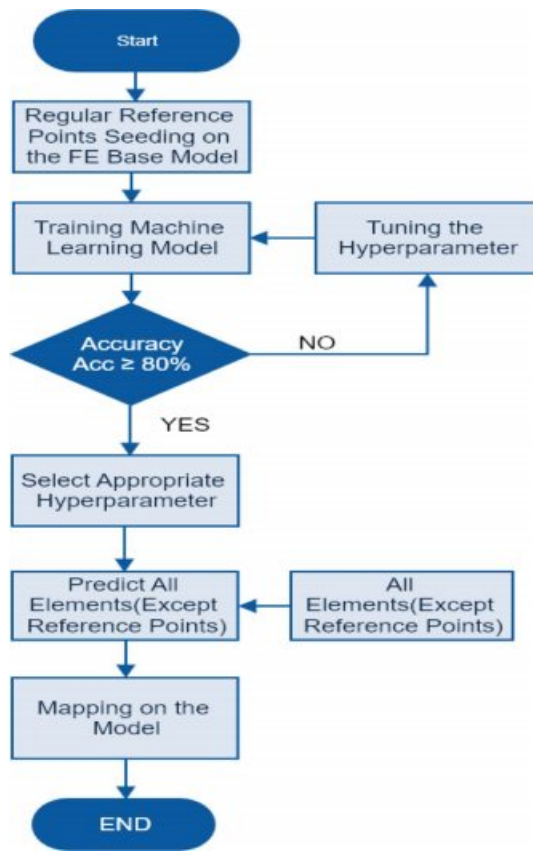 Start
Regular Reference
Points Seeding on
the FE Base Model
Training Machine
Learning Model
Tuning the
Hyperparameter
Accuracy
Acc ≥ 80%
NO
YES
Select Appropriate
Hyperparameter
Predict All
Elements(Except
Reference Points)
All
Elements(Except
Reference Points)
Mapping on the
Model
END